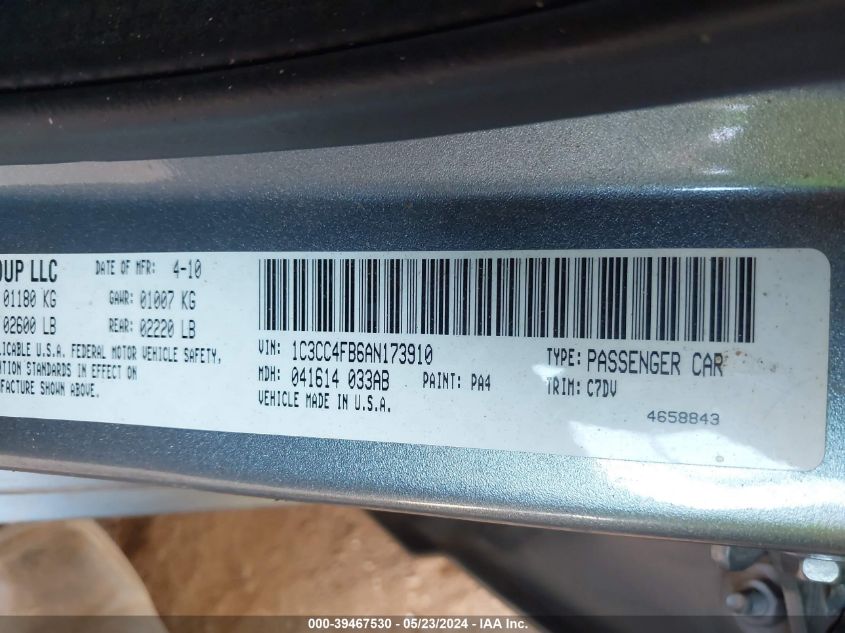 OUP LLC DATE OF MFR: 4-10
01180 KG GAWR: 01007 KG
02600 LB REAR: 02220 LB
LICABLE U.S.A. FEDERAL MOTOR VEHICLE SAFETY,
TION STANDARDS IN EFFECT ON
FACTURE SHOWN ABOVE.
VIN: 1C3CC4FB6AN173910 TYPE: PASSENGER CAR
MDH: 041614 033AB PAINT: PA4 TRIM: C7DV
VEHICLE MADE IN U.S.A.
4658843
000-39467530 - 05/23/2024 - IAA Inc.